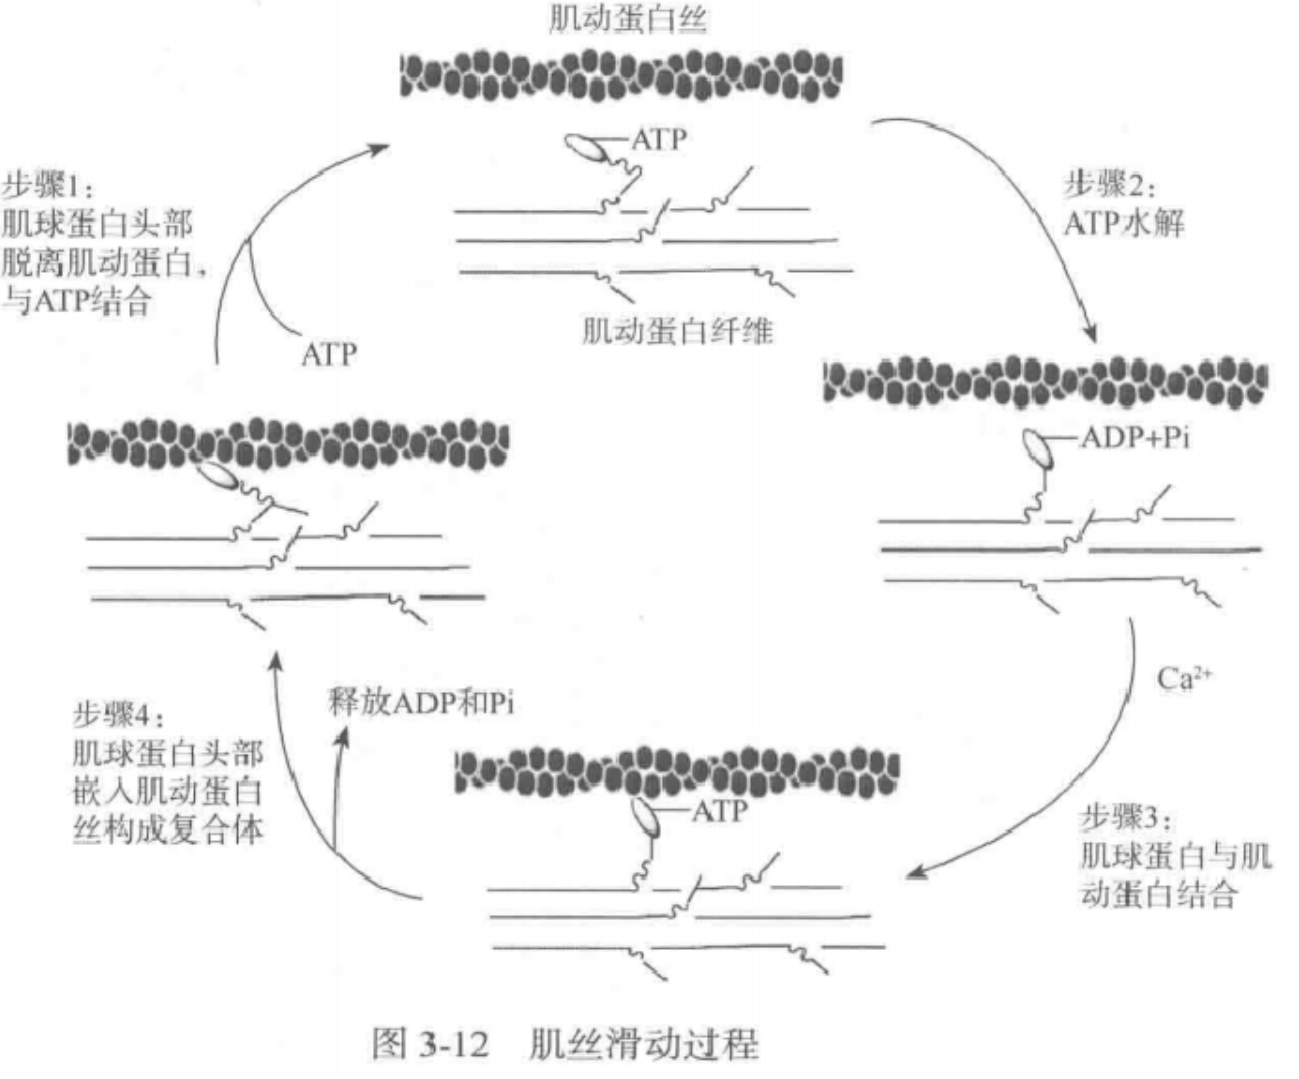 肌动蛋白丝
ATP
步骤1：
肌球蛋白头部
脱离肌动蛋白，
与ATP结合
ATP
步骤2：
ATP水解
肌动蛋白纤维
ADP+Pi
Ca²⁺
步骤3：
肌球蛋白与肌
动蛋白结合
ATP
释放ADP和Pi
步骤4：
肌球蛋白头部
嵌入肌动蛋白
丝构成复合体
图 3-12 肌丝滑动过程